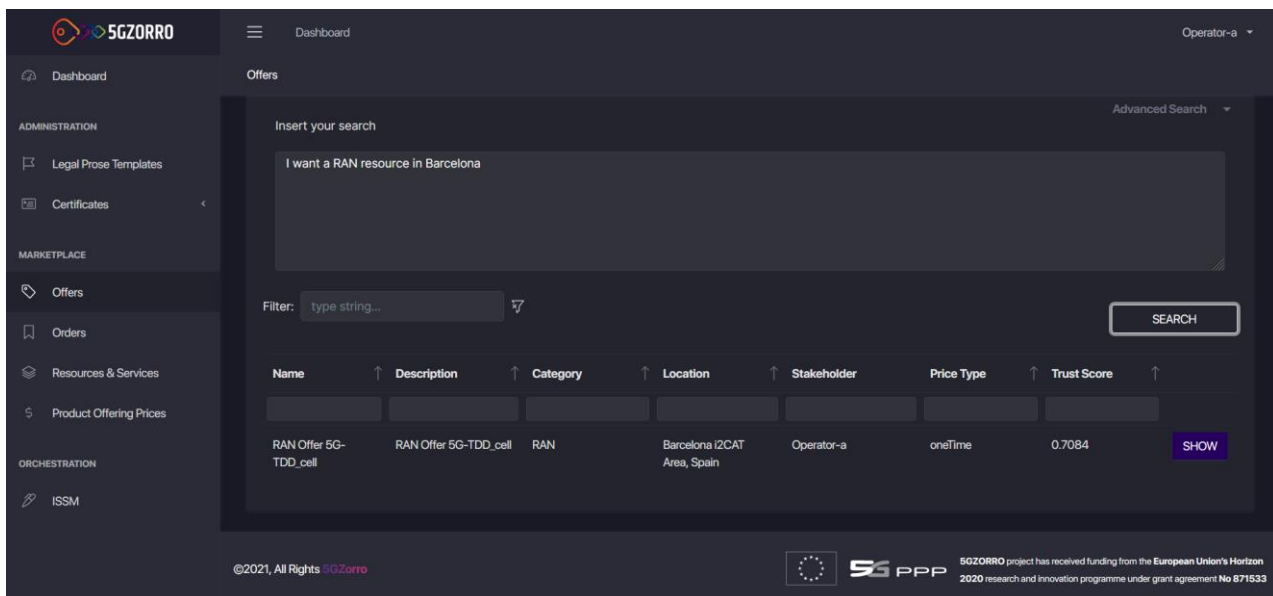 5GZORRO
Dashboard
Operator-a
Dashboard
Offers
ADMINISTRATION
Legal Prose Templates
Certificates
MARKETPLACE
Offers
Orders
Resources & Services
Product Offering Prices
ORCHESTRATION
ISSM
Advanced Search
Insert your search
I want a RAN resource in Barcelona
Filter: type string...
SEARCH
Name Description Category Location Stakeholder Price Type Trust Score
RAN Offer 5G- RAN Offer 5G-TDD_cell RAN Barcelona i2CAT Operator-a oneTime 0.7084 SHOW
TDD_cell Area, Spain
©2021, All Rights 5GZorro
5G PPP
5GZORRO project has received funding from the European Union's Horizon
2020 research and innovation programme under grant agreement No 871533